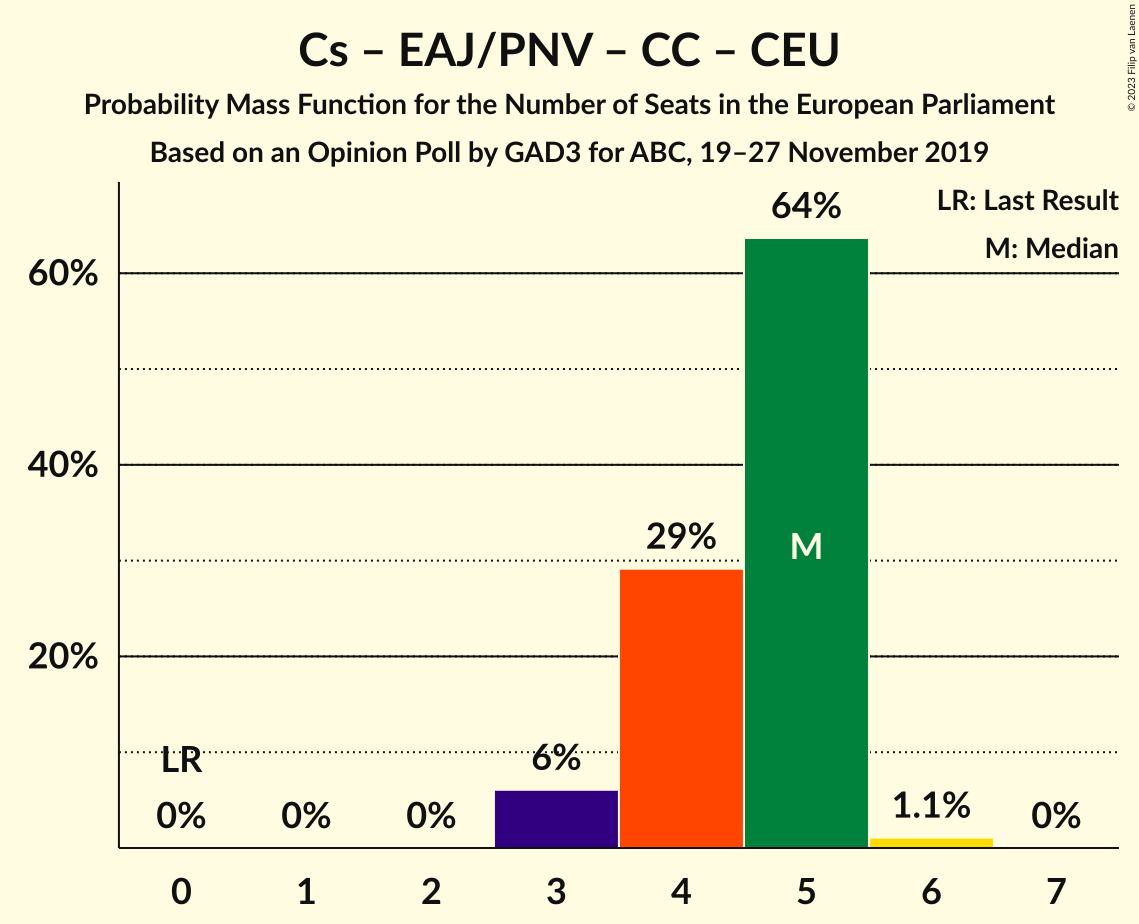 Cs – EAJ/PNV – CC – CEU
Probability Mass Function for the Number of Seats in the European Parliament
Based on an Opinion Poll by GAD3 for ABC, 19–27 November 2019
© 2023 Filip van Laenen
LR: Last Result
M: Median
64%
60%
40%
29%
M
20%
LR
6%
0%
0%
0%
1.1%
0%
0 1 2 3 4 5 6 7